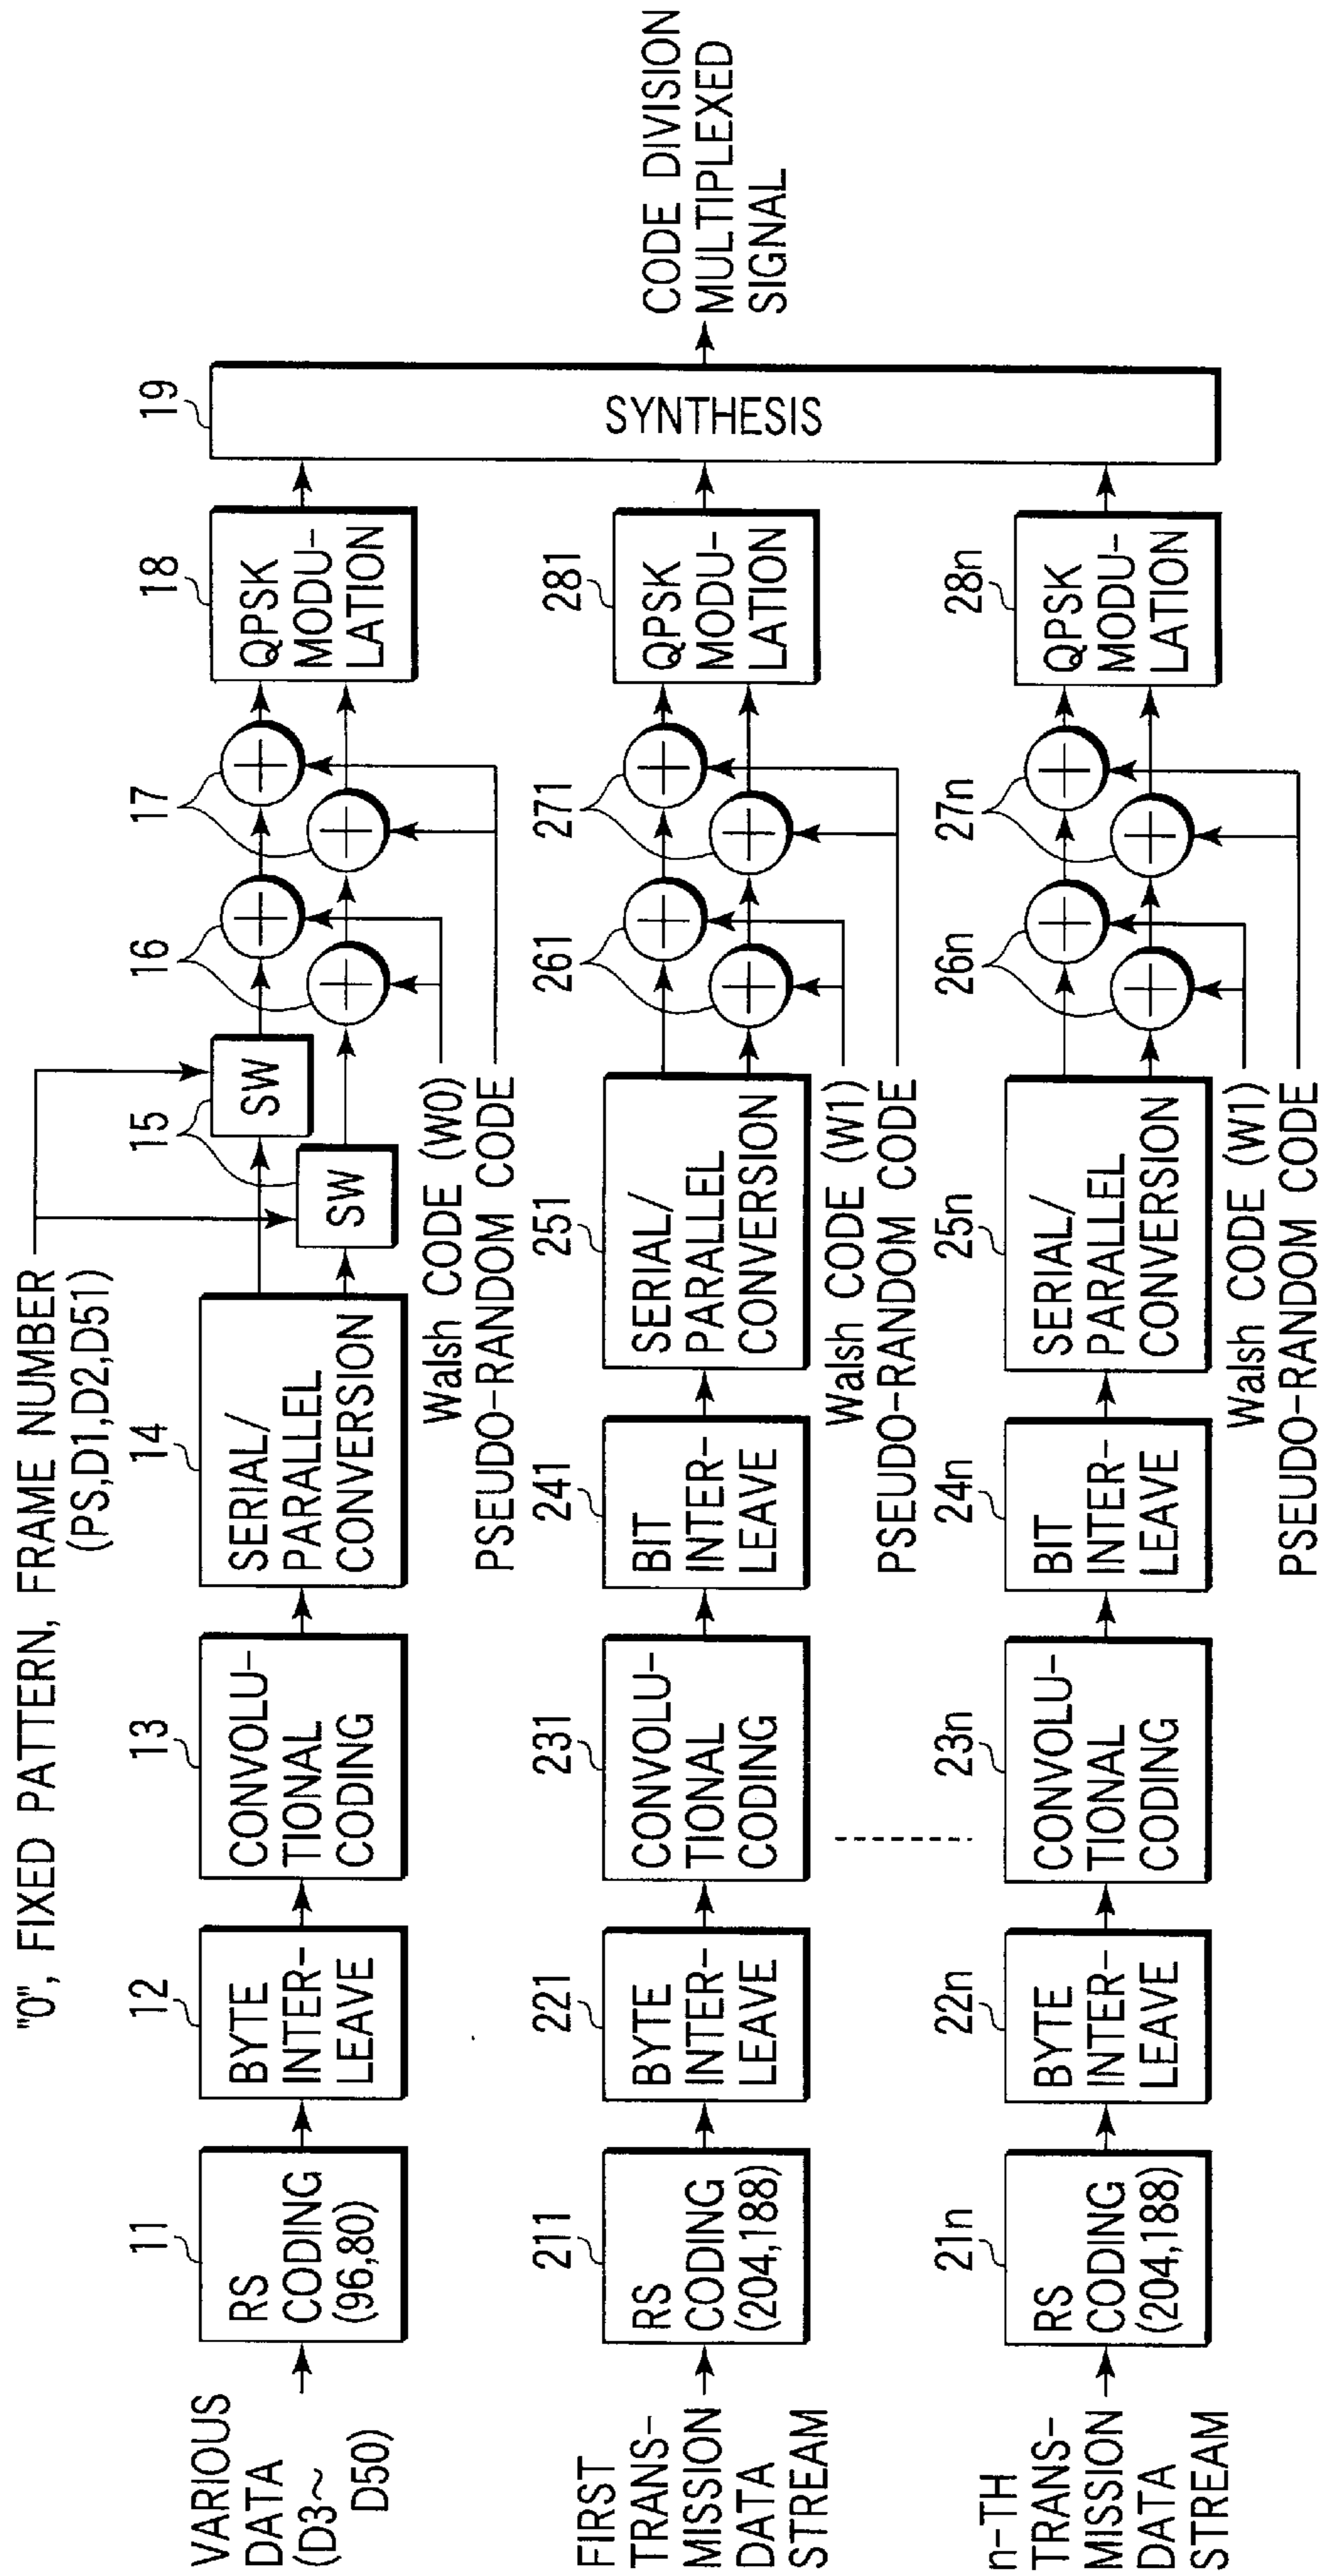 "0", FIXED PATTERN, FRAME NUMBER
(PS,D1,D2,D51)
VARIOUS
DATA
(D3~
D50)
11
RS
CODING
(96,80)
12
BYTE
INTER-
LEAVE
13
CONVOLU-
TIONAL
CODING
14
SERIAL/
PARALLEL
CONVERSION
15
SW
SW
16
17
Walsh CODE (W0)
PSEUDO-RANDOM CODE
18
QPSK
MODU-
LATION
19
SYNTHESIS
CODE DIVISION
MULTIPLEXED
SIGNAL
FIRST
TRANS-
MISSION
DATA
STREAM
211
RS
CODING
(204,188)
221
BYTE
INTER-
LEAVE
231
CONVOLU-
TIONAL
CODING
241
BIT
INTER-
LEAVE
251
SERIAL/
PARALLEL
CONVERSION
261
271
Walsh CODE (W1)
PSEUDO-RANDOM CODE
281
QPSK
MODU-
LATION
n-TH
TRANS-
MISSION
DATA
STREAM
21n
RS
CODING
(204,188)
22n
BYTE
INTER-
LEAVE
23n
CONVOLU-
TIONAL
CODING
24n
BIT
INTER-
LEAVE
25n
SERIAL/
PARALLEL
CONVERSION
26n
27n
Walsh CODE (W1)
PSEUDO-RANDOM CODE
28n
QPSK
MODU-
LATION